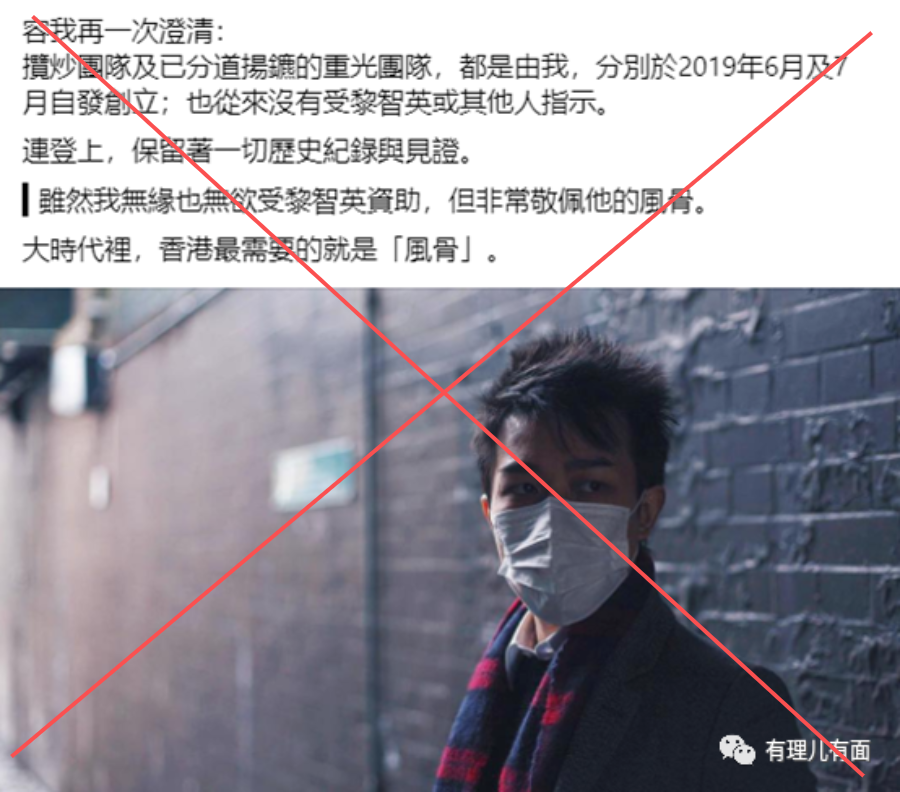 容我再一次澄清：
攬炒團隊及已分道揚鑣的重光團隊，都是由我，分別於2019年6月及7
月自發創立；也從來沒有受黎智英或其他人指示。
連登上，保留著一切歷史紀錄與見證。
雖然我無緣也無欲受黎智英資助，但非常敬佩他的風骨。
大時代裡，香港最需要的就是「風骨」。
有理儿有面